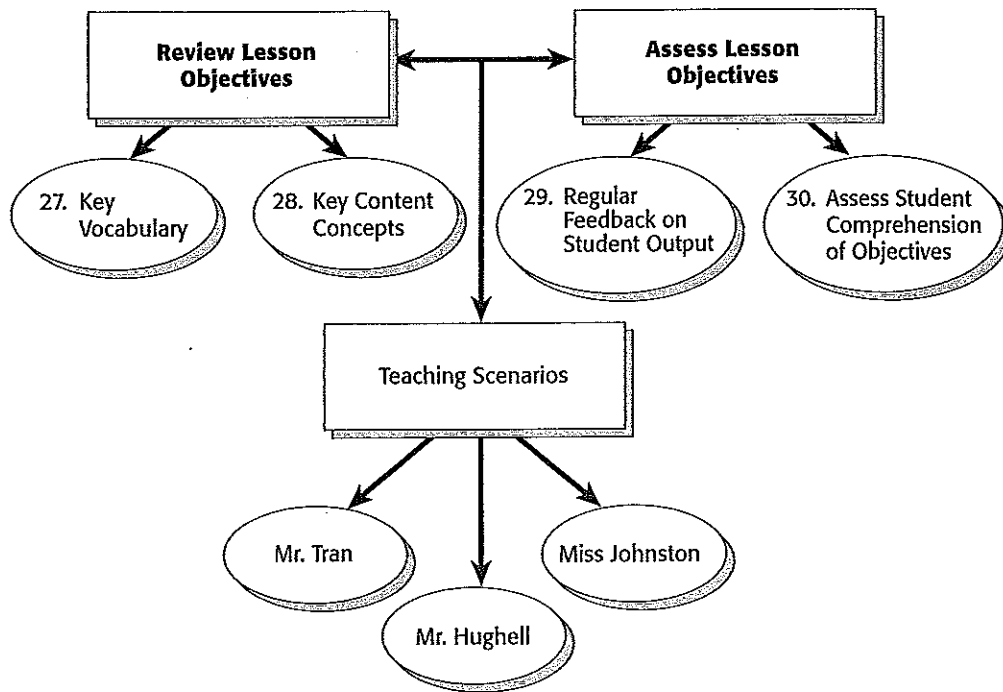 Review Lesson
Objectives
Assess Lesson
Objectives
27. Key
Vocabulary
28. Key Content
Concepts
29. Regular
Feedback on
Student Output
30. Assess Student
Comprehension
of Objectives
Teaching Scenarios
Mr. Tran
Miss Johnston
Mr. Hughell